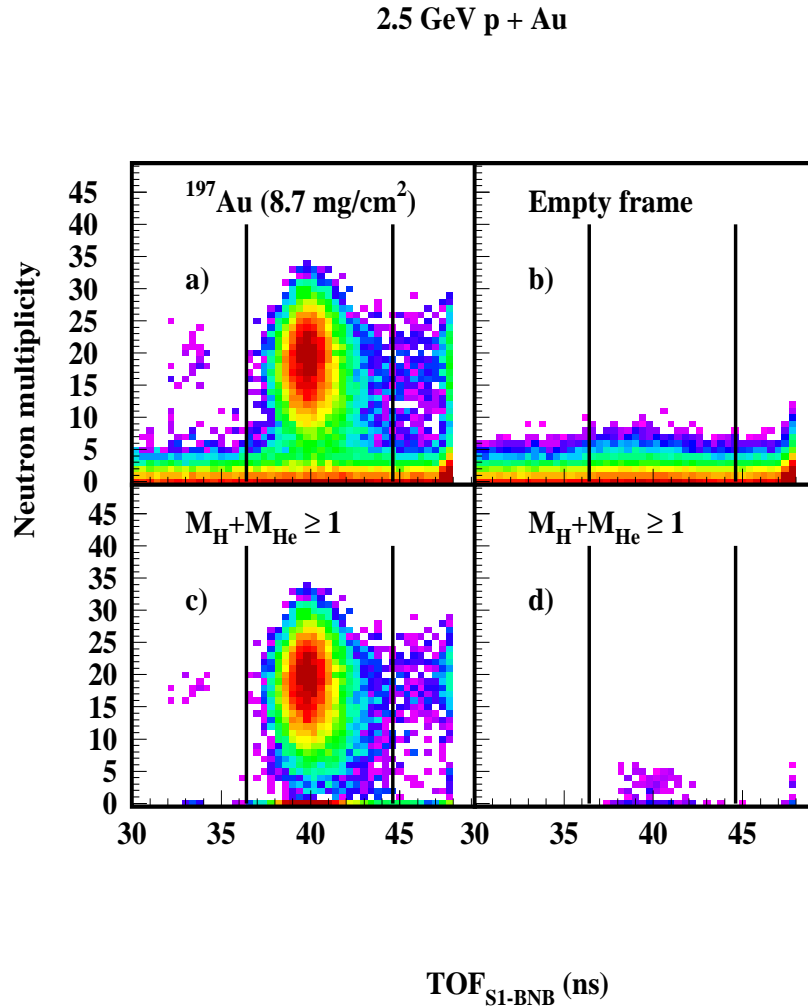 2.5 GeV p + Au
197Au (8.7 mg/cm2)
Empty frame
a)
b)
45
40
35
30
25
20
15
10
5
0
Neutron multiplicity
MH+MHe ≥ 1
MH+MHe ≥ 1
c)
d)
45
40
35
30
25
20
15
10
5
0
30 35 40 45 30 35 40 45
TOFS1-BNB (ns)